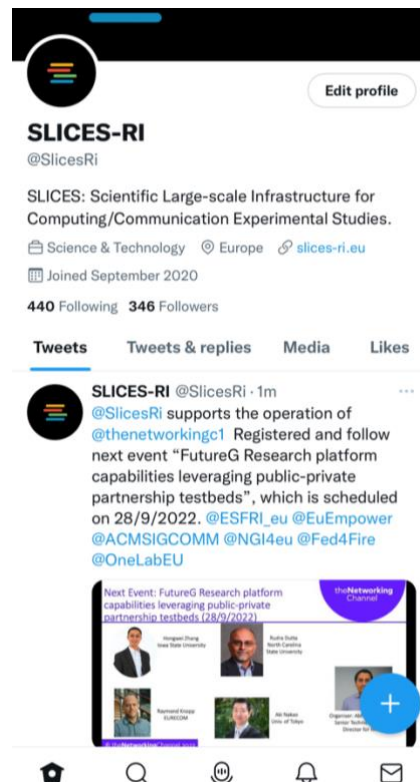 Edit profile
SLICES-RI
@SlicesRi
SLICES: Scientific Large-scale Infrastructure for
Computing/Communication Experimental Studies.
Science & Technology Europe slices-ri.eu
Joined September 2020
440 Following 346 Followers
Tweets Tweets & replies Media Likes
SLICES-RI @SlicesRi · 1m
@SlicesRi supports the operation of
@thenetworkingc1 Registered and follow
next event “FutureG Research platform
capabilities leveraging public-private
partnership testbeds”, which is scheduled
on 28/9/2022. @ESFRI_eu @EuEmpower
@ACMSIGCOMM @NGI4eu @Fed4Fire
@OneLabEU
Next Event: FutureG Research platform
capabilities leveraging public-private
partnership testbeds (28/9/2022)
theNetworking
Channel
Hongwei Zhang
Iowa State University
Rudra Dutta
North Carolina
State University
Raymond Knopp
EURECOM
Aki Nakao
Univ. of Tokyo